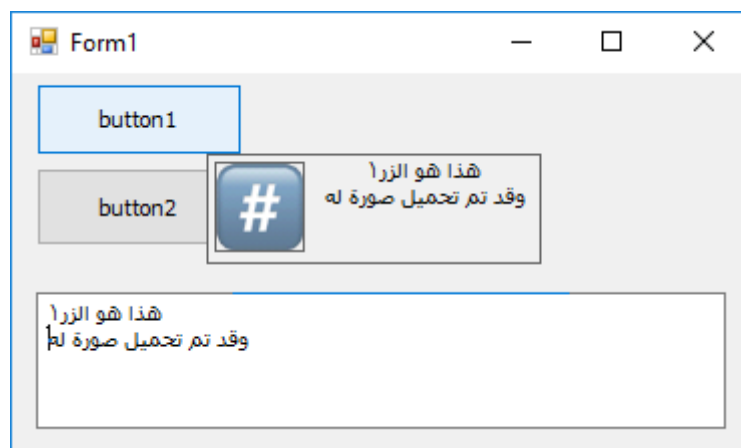 Form1
button1
button2
#
هذا هو الزر١
وقد تم تحميل صورة له
هذا هو الزر١
وقد تم تحميل صورة له